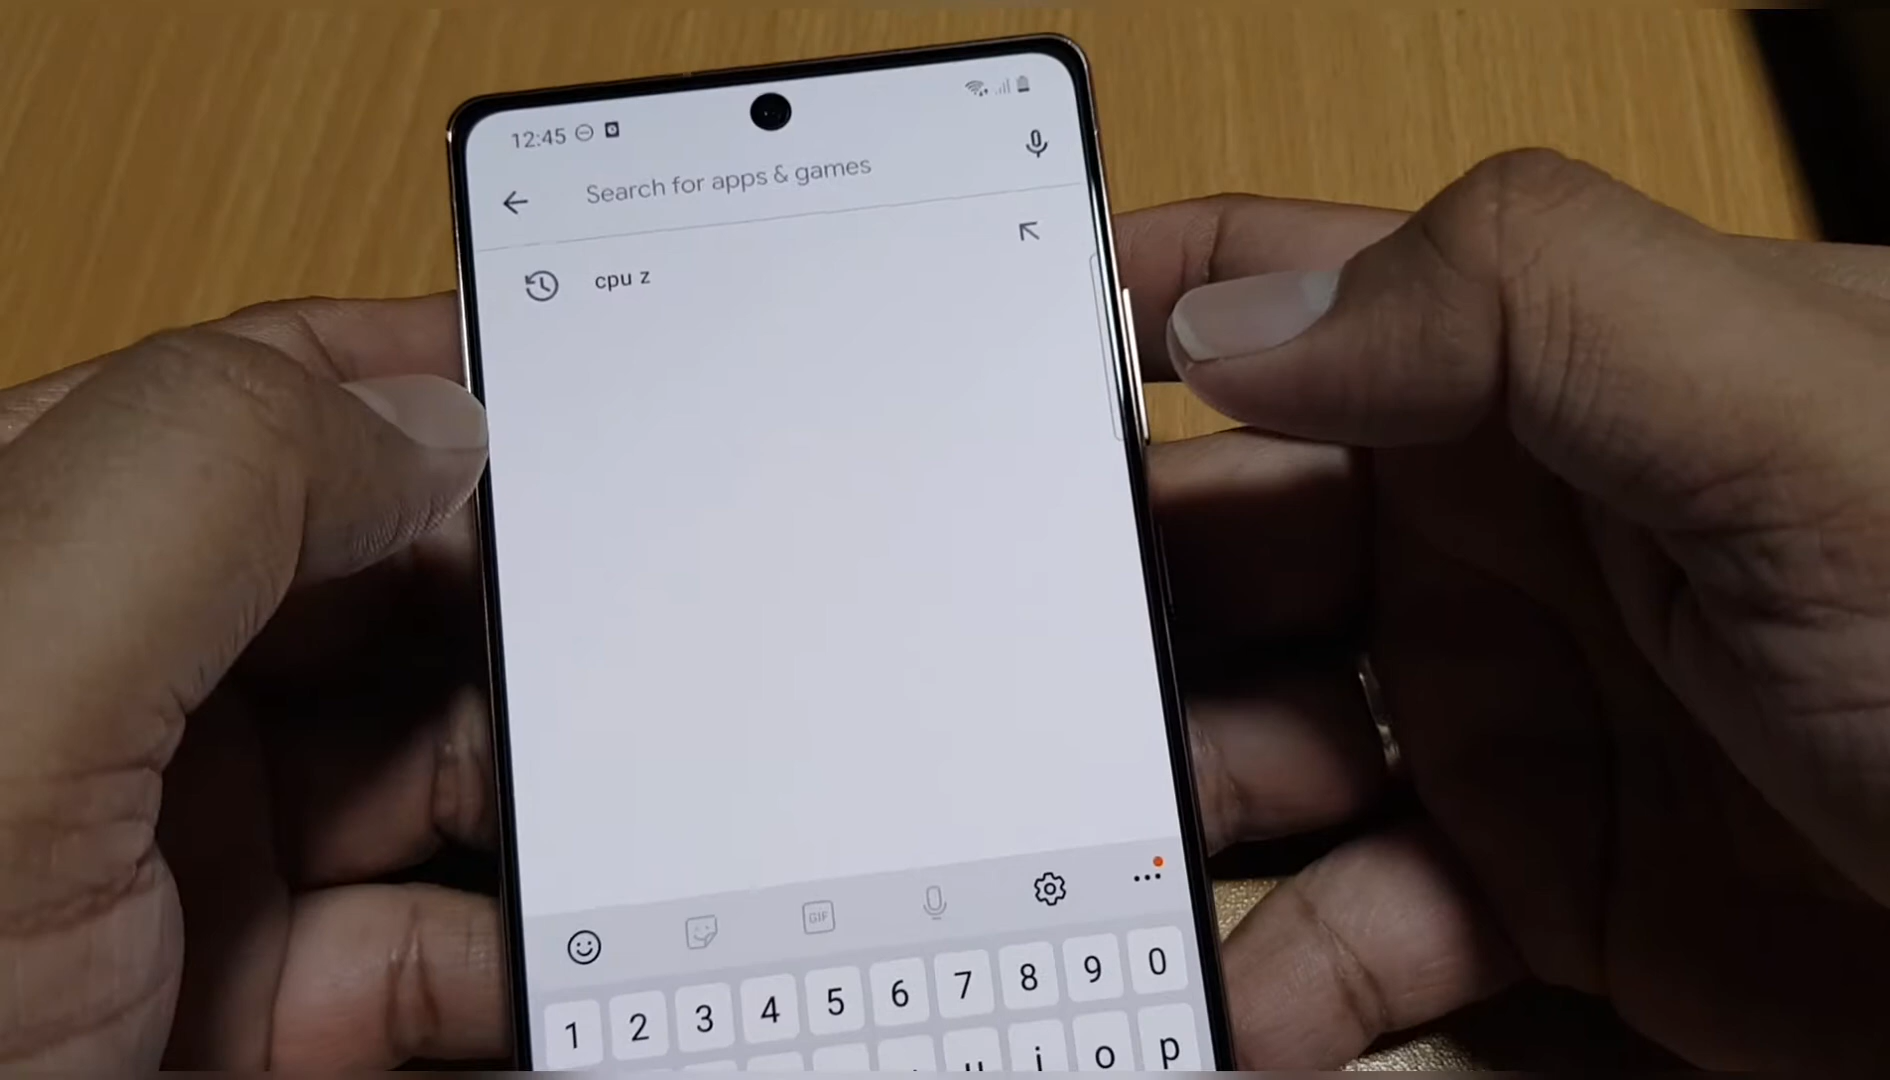 12:45
Search for apps & games
cpu z
GIF
1 2 3 4 5 6 7 8 9 0
u i o p